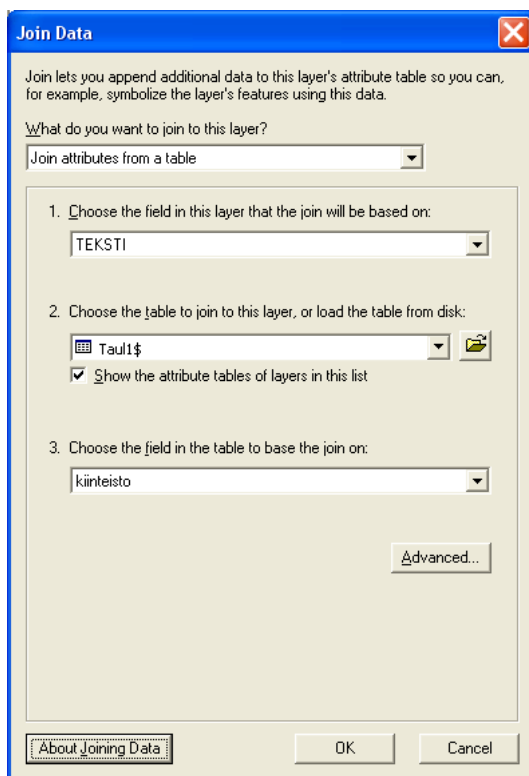 Join Data
Join lets you append additional data to this layer's attribute table so you can,
for example, symbolize the layer's features using this data.
What do you want to join to this layer?
Join attributes from a table
1. Choose the field in this layer that the join will be based on:
TEKSTI
2. Choose the table to join to this layer, or load the table from disk:
Taul1$
Show the attribute tables of layers in this list
3. Choose the field in the table to base the join on:
kiinteisto
Advanced...
About Joining Data OK Cancel